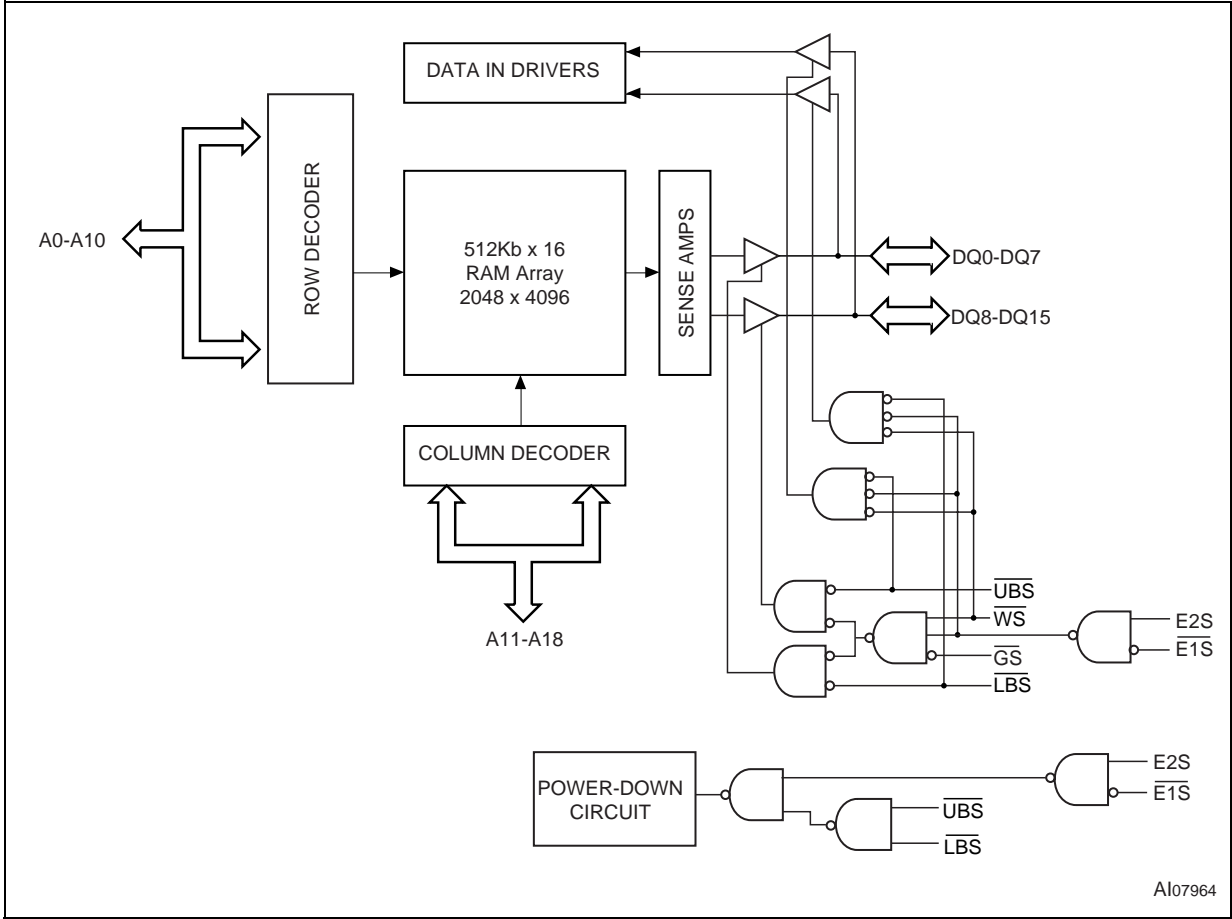 DATA IN DRIVERS
ROW DECODER
A0-A10
512Kb x 16
RAM Array
2048 x 4096
SENSE AMPS
DQ0-DQ7
DQ8-DQ15
COLUMN DECODER
A11-A18
UBS
WS
GS
LBS
E2S
E1S
POWER-DOWN
CIRCUIT
UBS
LBS
E2S
E1S
AI07964